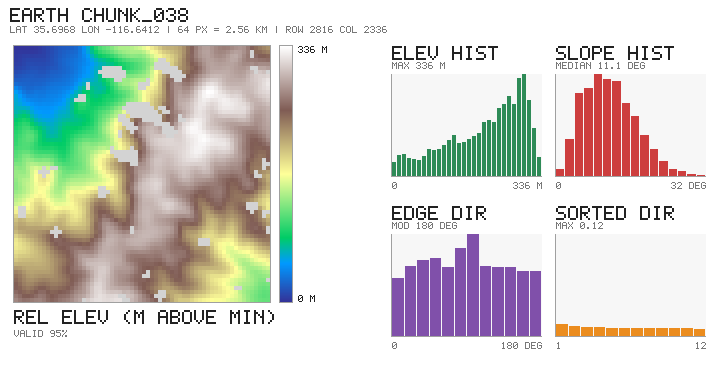 EARTH CHUNK_038
LAT 35.6968 LON -116.6412 | 64 PX = 2.56 KM | ROW 2816 COL 2336
336 M
0 M
REL ELEV (M ABOVE MIN)
VALID 95%
ELEV HIST
MAX 336 M
0 336 M
SLOPE HIST
MEDIAN 11.1 DEG
0 32 DEG
EDGE DIR
MOD 180 DEG
0 180 DEG
SORTED DIR
MAX 0.12
1 12